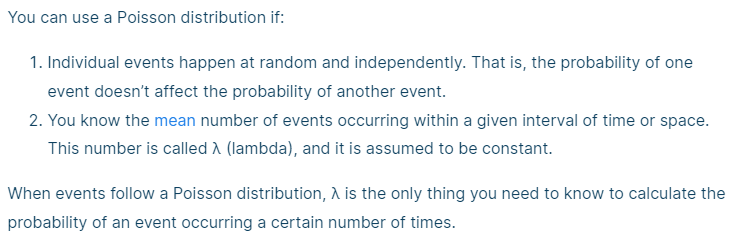 You can use a Poisson distribution if:
1. Individual events happen at random and independently. That is, the probability of one
event doesn’t affect the probability of another event.
2. You know the mean number of events occurring within a given interval of time or space.
This number is called λ (lambda), and it is assumed to be constant.
When events follow a Poisson distribution, λ is the only thing you need to know to calculate the
probability of an event occurring a certain number of times.